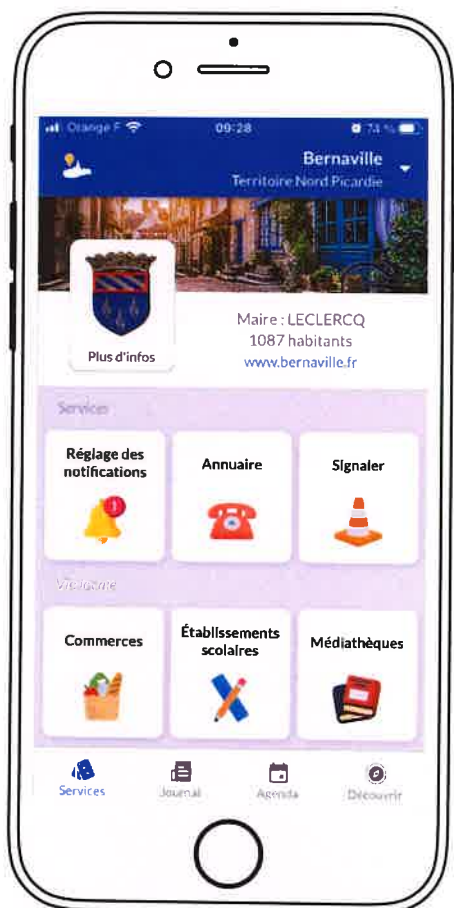 Orange F
09:28
74 %
Bernaville
Territoire Nord Picardie
Maire : LECLERCQ
1087 habitants
Plus d'infos
www.bernaville.fr
Services
Réglage des
notifications
1
Annuaire
Signaler
Commerces
Établissements
scolaires
Médiathèques
Services
Journal
Agenda
Découvrir